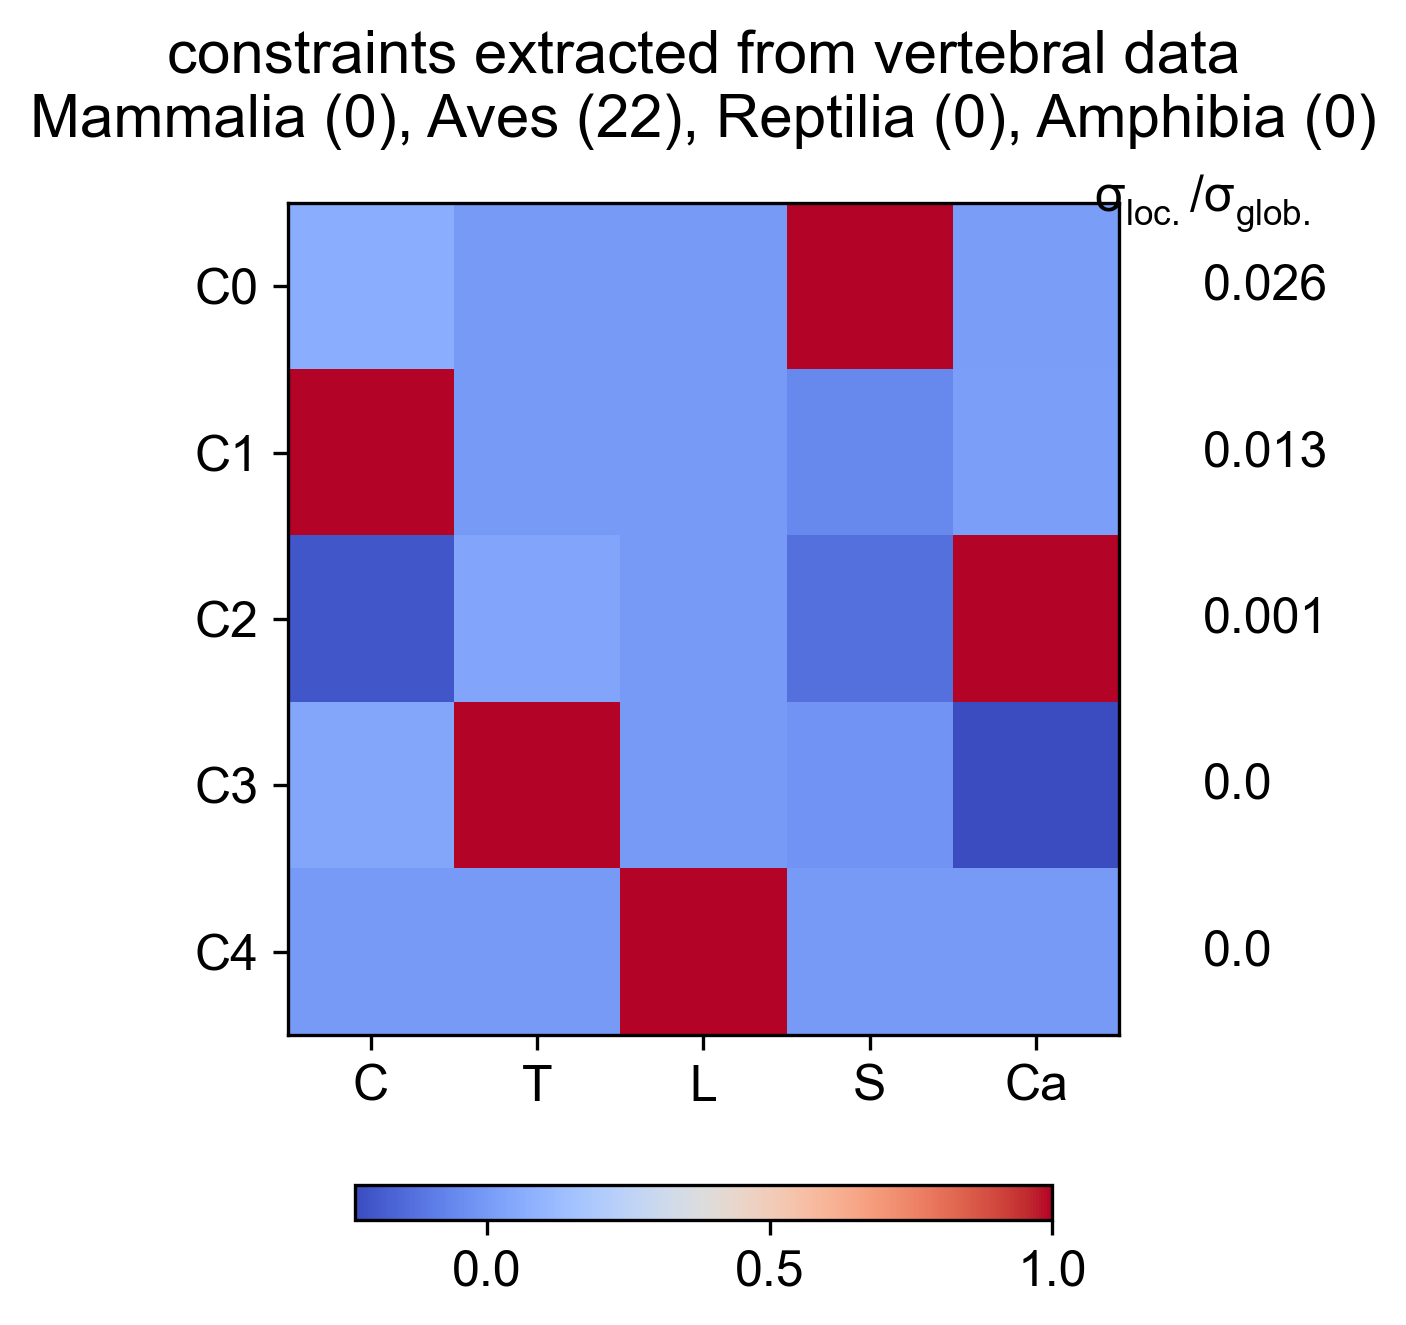 constraints extracted from vertebral data
Mammalia (0), Aves (22), Reptilia (0), Amphibia (0)
σloc. /σglob.
C0 0.026
C1 0.013
C2 0.001
C3 0.0
C4 0.0
C T L S Ca
0.0 0.5 1.0